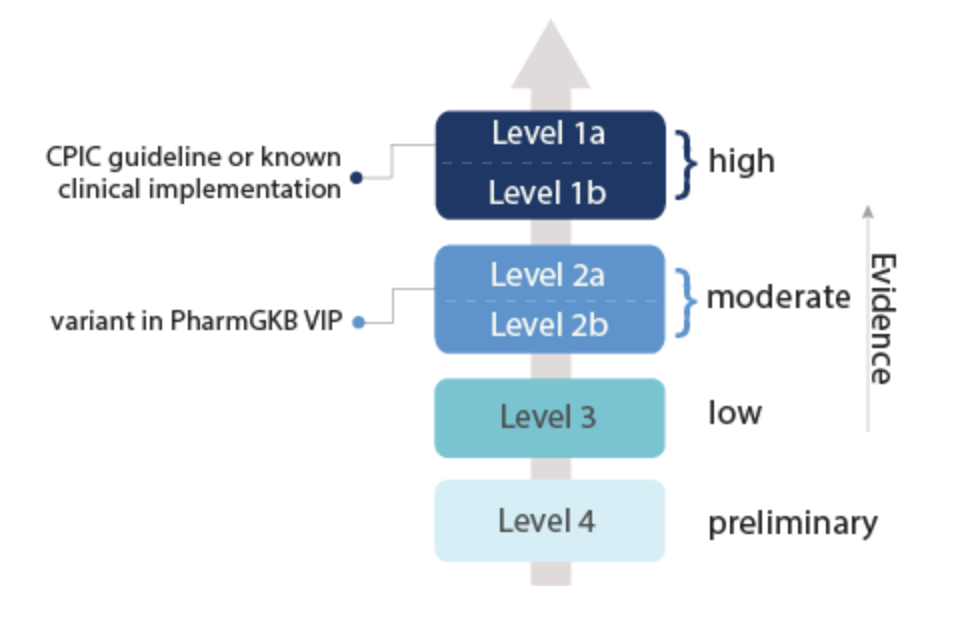 Level 1a
CPIC guideline or known
clinical implementation
high
Level 1b
Level 2a
variant in PharmGKB VIP
moderate
Level 2b
Evidence
Level 3
low
Level 4
preliminary